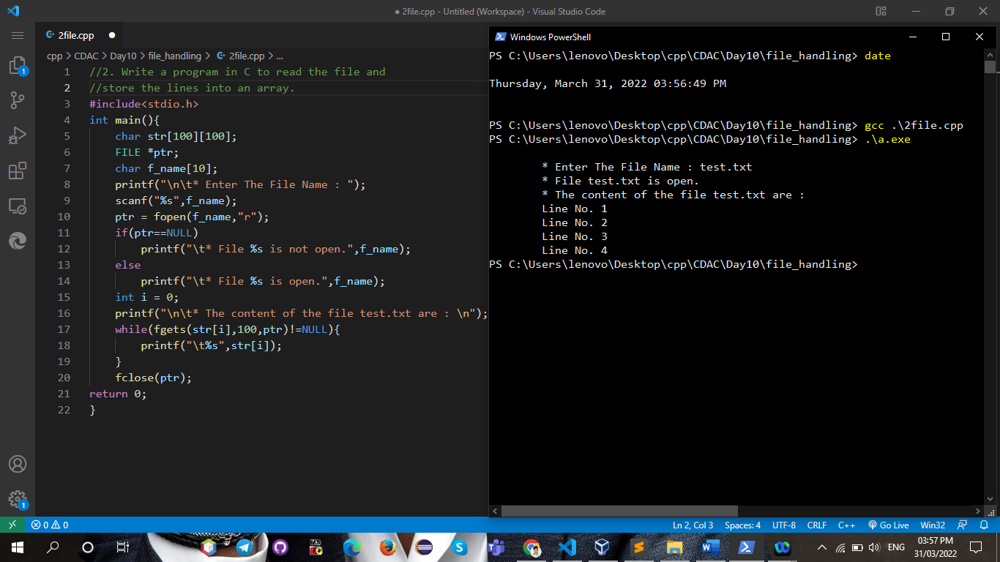 ● 2file.cpp - Untitled (Workspace) - Visual Studio Code
2file.cpp ●
cpp > CDAC > Day10 > file_handling > 2file.cpp > ...
1 //2. Write a program in C to read the file and
2 //store the lines into an array.
3 #include<stdio.h>
4 int main(){
5     char str[100][100];
6     FILE *ptr;
7     char f_name[10];
8     printf("\n\t* Enter The File Name : ");
9     scanf("%s",f_name);
10     ptr = fopen(f_name,"r");
11     if(ptr==NULL)
12         printf("\t* File %s is not open.",f_name);
13     else
14         printf("\t* File %s is open.",f_name);
15     int i = 0;
16     printf("\n\t* The content of the file test.txt are : \n");
17     while(fgets(str[i],100,ptr)!=NULL){
18         printf("\t%s",str[i]);
19     }
20     fclose(ptr);
21 return 0;
22 }
1
1
Windows PowerShell
PS C:\Users\lenovo\Desktop\cpp\CDAC\Day10\file_handling> date
Thursday, March 31, 2022 03:56:49 PM
PS C:\Users\lenovo\Desktop\cpp\CDAC\Day10\file_handling> gcc .\2file.cpp
PS C:\Users\lenovo\Desktop\cpp\CDAC\Day10\file_handling> .\a.exe
* Enter The File Name : test.txt
* File test.txt is open.
* The content of the file test.txt are :
Line No. 1
Line No. 2
Line No. 3
Line No. 4
PS C:\Users\lenovo\Desktop\cpp\CDAC\Day10\file_handling>
0 0 Ln 2, Col 3 Spaces: 4 UTF-8 CRLF C++ Go Live Win32
ENG 03:57 PM
31/03/2022